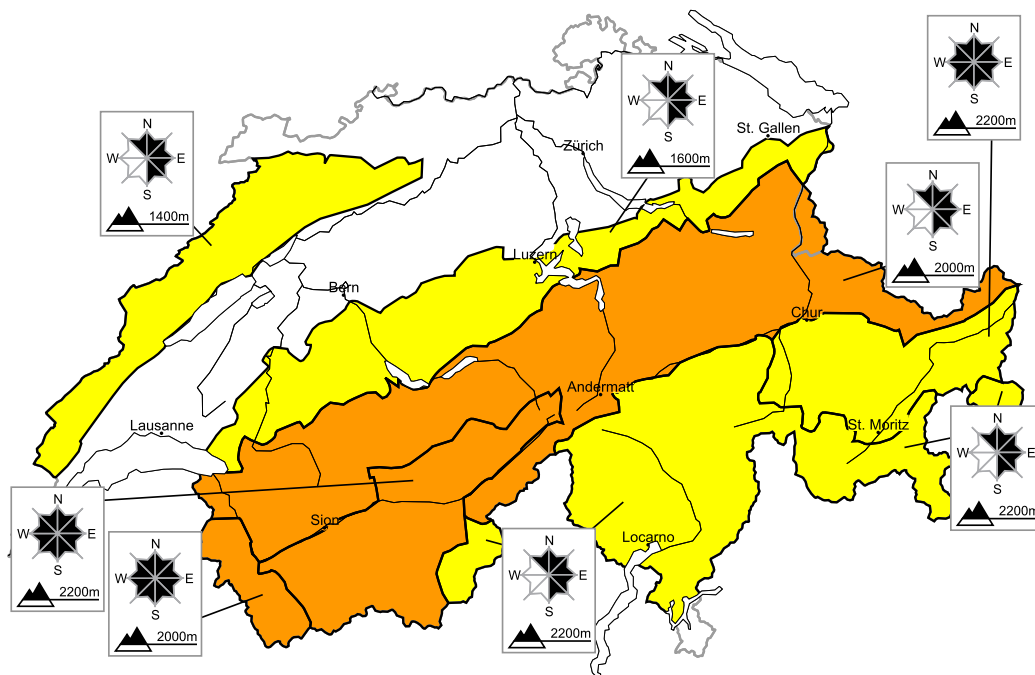 N
W E
S
1400m
N
W E
S
1600m
N
W E
S
2200m
N
W E
S
2000m
St. Gallen
Zürich
Luzern
Bern
Chur
Andermatt
St. Moritz
Lausanne
Sion
Locarno
N
W E
S
2200m
N
W E
S
2200m
N
W E
S
2000m
N
W E
S
2200m